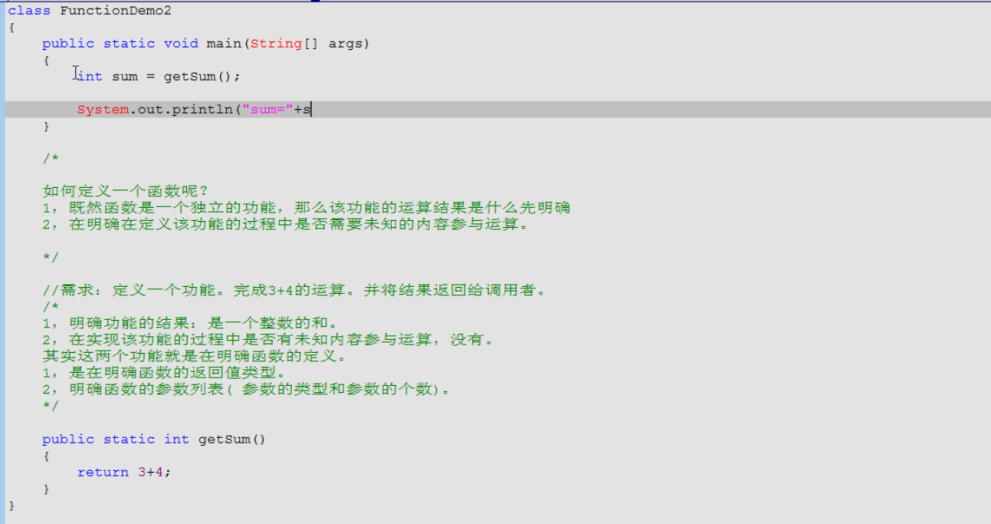 class FunctionDemo2
{
public static void main(String[] args)
{
int sum = getSum();
System.out.println("sum="+s
}
/*
如何定义一个函数呢?
1, 既然函数是一个独立的功能, 那么该功能的运算结果是什么先明确
2, 在明确在定义该功能的过程中是否需要未知的内容参与运算。
*/
//需求: 定义一个功能。完成3+4的运算。并将结果返回给调用者。
/*
1, 明确功能的结果: 是一个整数的和。
2, 在实现该功能的过程中是否有未知内容参与运算, 没有。
其实这两个功能就是在明确函数的定义。
1, 是在明确函数的返回值类型。
2, 明确函数的参数列表( 参数的类型和参数的个数)。
*/
public static int getSum()
{
return 3+4;
}
}